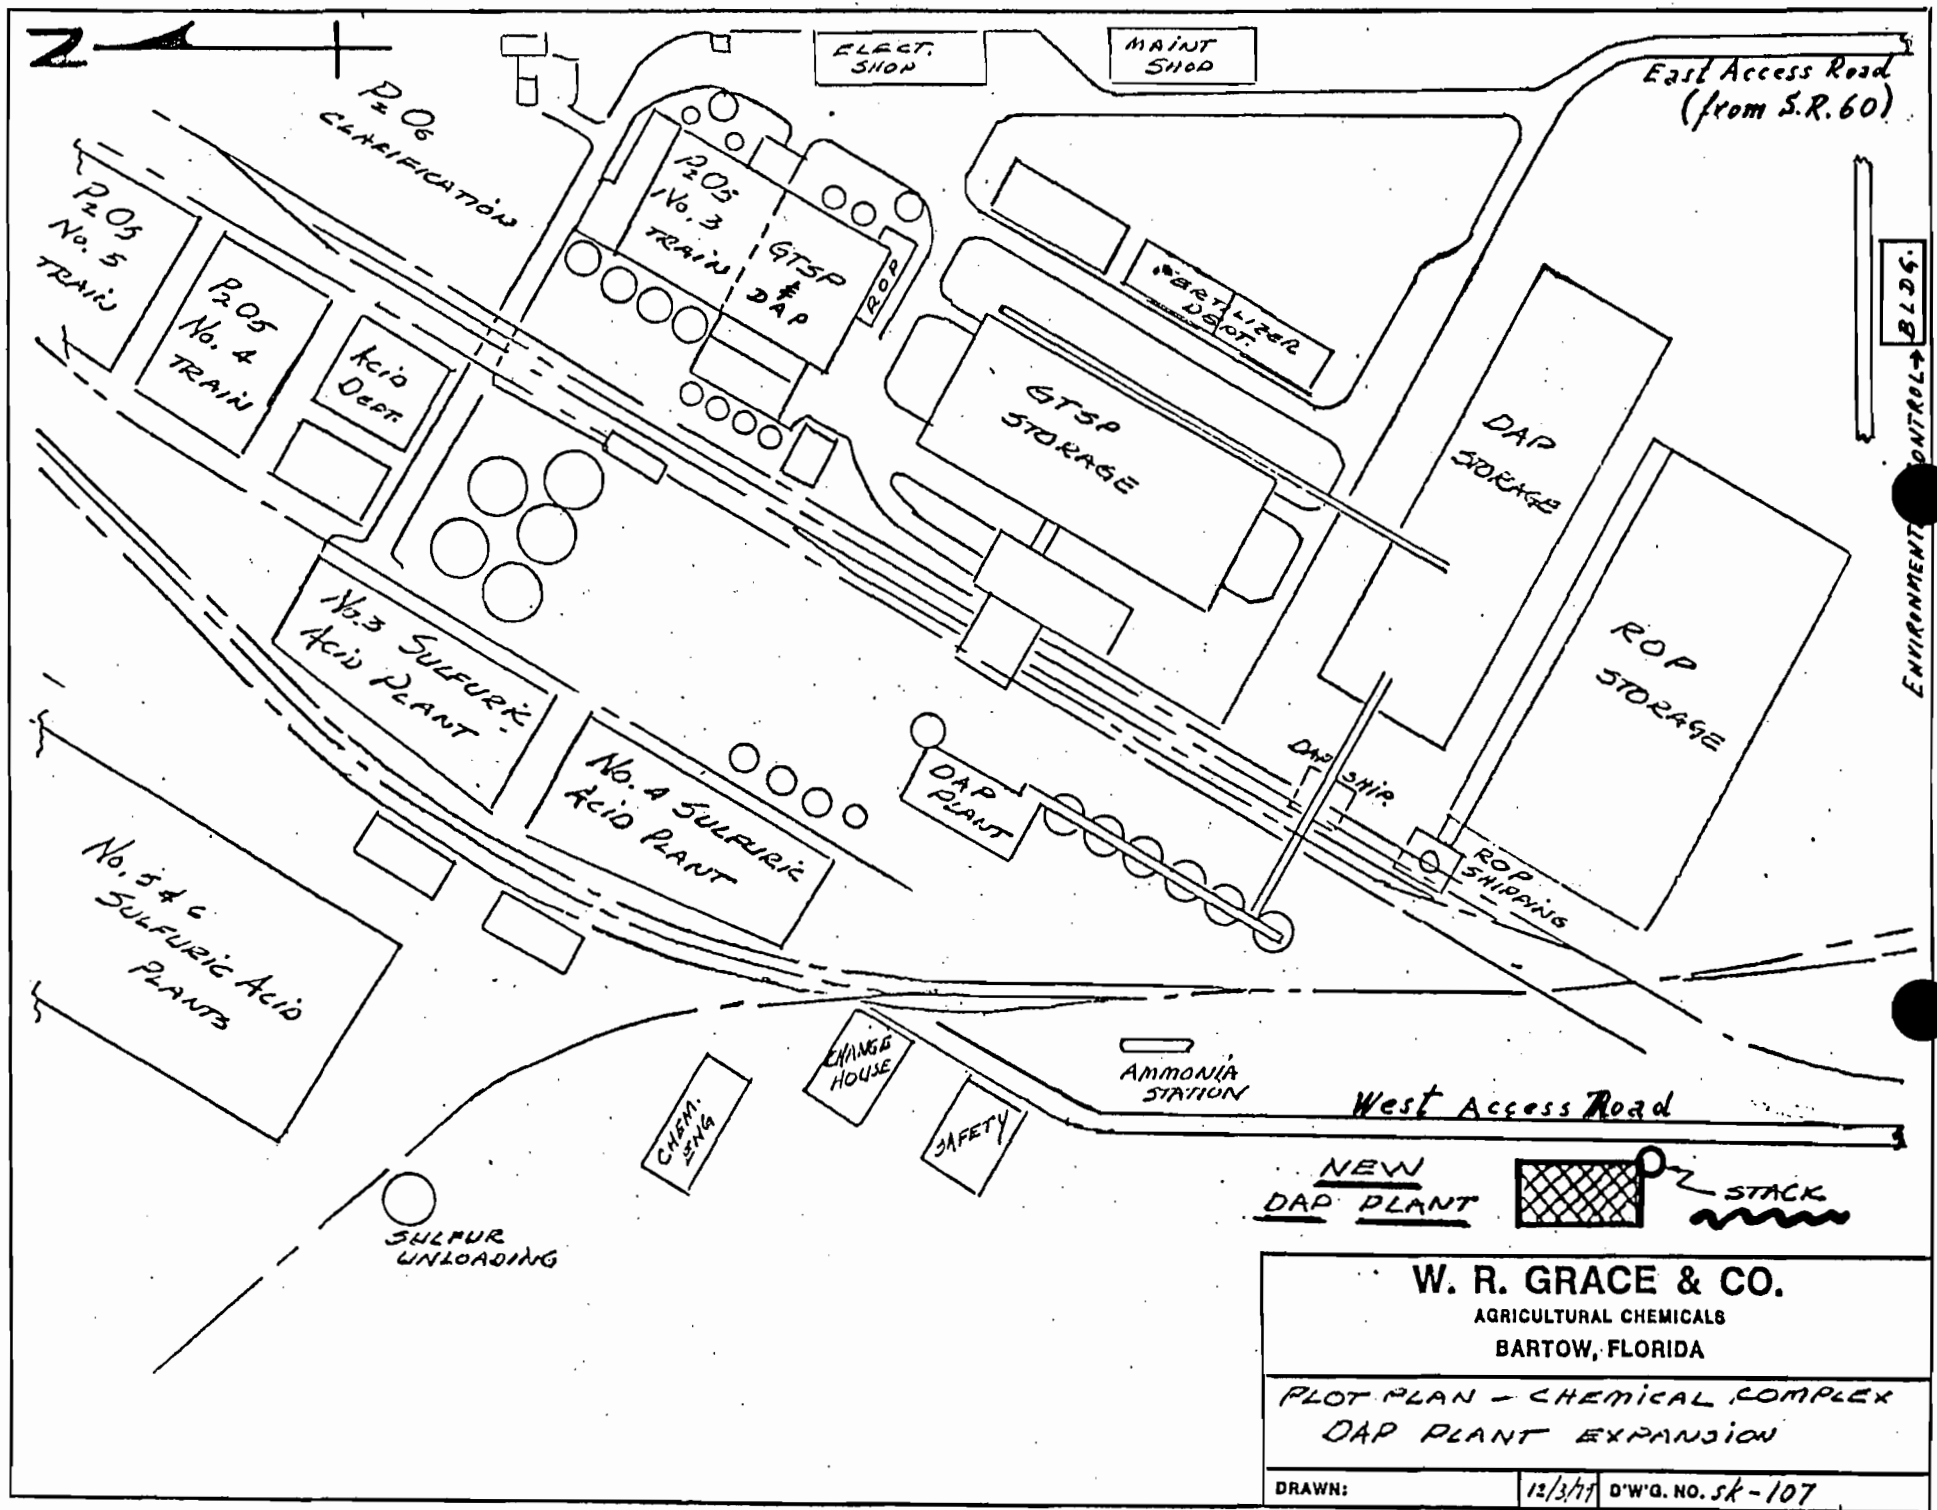 N
ELECT.
SHOP
MAINT
SHOP
East Access Road
(from S.R. 60)
P2O6
CLARIFICATION
P2O5
No. 5
TRAIN
P2O5
No. 4
TRAIN
ACID
DEPT.
P2O5
No. 3
TRAIN
GTSP
&
DAP
ROP
FERTILIZER
DEPT.
GTSP
STORAGE
DAP
STORAGE
ROP
STORAGE
ENVIRONMENTAL CONTROL → BLDG.
No. 3 SULFURIC
ACID PLANT
No. 4 SULFURIC
ACID PLANT
No. 5 & 6
SULFURIC ACID
PLANTS
DAP
PLANT
DAP SHIP.
ROP
SHIPPING
CHANGE
HOUSE
CHEM.
ENG
SAFETY
AMMONIA
STATION
West Access Road
SULFUR
UNLOADING
NEW
DAP PLANT
STACK
W. R. GRACE & CO.
AGRICULTURAL CHEMICALS
BARTOW, FLORIDA
PLOT PLAN - CHEMICAL COMPLEX
DAP PLANT EXPANSION
DRAWN:
D'W'G. NO. SK-107